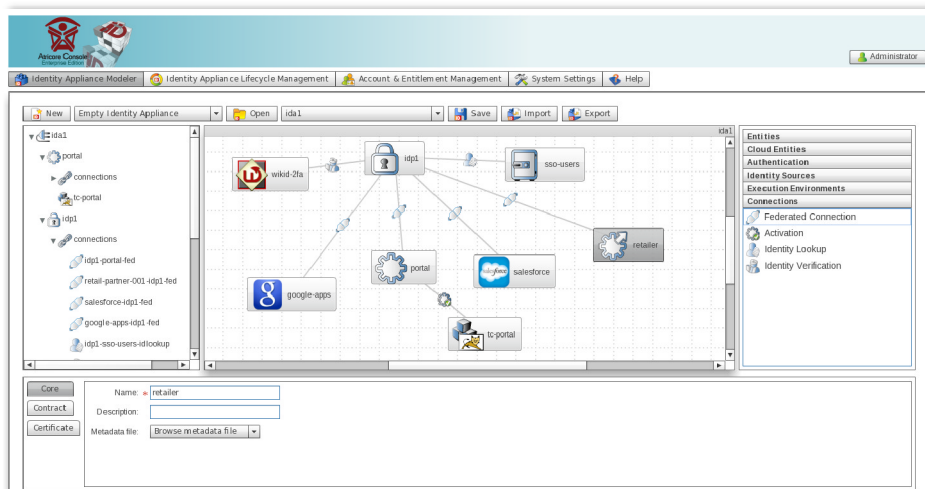 Atricore Console
Enterprise Edition
Administrator
Identity Appliance Modeler
Identity Appliance Lifecycle Management
Account & Entitlement Management
System Settings
Help
New
Empty Identity Appliance
Open
ida1
Save
Import
Export
ida1
portal
connections
tc-portal
idp1
connections
idp1-portal-fed
retail-partner-001-idp1-fed
salesforce-idp1-fed
google-apps-idp1-fed
idp1-sso-users-idlookup
ida1
wikid-2fa
idp1
sso-users
retailer
portal
salesforce
salesforce
google-apps
tc-portal
Entities
Cloud Entities
Authentication
Identity Sources
Execution Environments
Connections
Federated Connection
Activation
Identity Lookup
Identity Verification
Core
Contract
Certificate
Name: * retailer
Description:
Metadata file: Browse metadata file